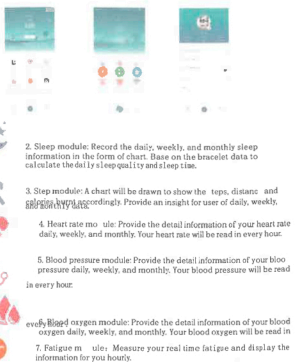 2. Sleep module: Record the daily, weekly, and monthly sleep
information in the form of chart. Base on the bracelet data to
calculate the daily sleep quality and sleep time.
3. Step module: A chart will be drawn to show the teps, distanc and
calories burnt accordingly. Provide an insight for user of daily, weekly,
and monthly data.
4. Heart rate mo ule: Provide the detail information of your heart rate
daily, weekly, and monthly. Your heart rate will be read in every hour.
5. Blood pressure module: Provide the detail information of your bloo
pressure daily, weekly, and monthly. Your blood pressure will be read
in every hour.
6. Blood oxygen module: Provide the detail information of your blood
oxygen daily, weekly, and monthly. Your blood oxygen will be read in
every hour.
7. Fatigue m ule: Measure your real time fatigue and display the
information for you hourly.